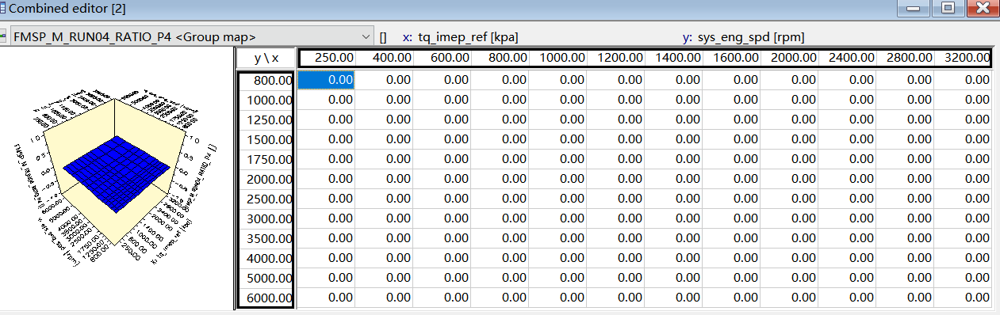 Combined editor [2]
FMSP_M_RUN04_RATIO_P4 <Group map> [] x: tq_imep_ref [kpa] y: sys_eng_spd [rpm]
y \ x 250.00 400.00 600.00 800.00 1000.00 1200.00 1400.00 1600.00 2000.00 2400.00 2800.00 3200.00
800.00 0.00 0.00 0.00 0.00 0.00 0.00 0.00 0.00 0.00 0.00 0.00 0.00
1000.00 0.00 0.00 0.00 0.00 0.00 0.00 0.00 0.00 0.00 0.00 0.00 0.00
1250.00 0.00 0.00 0.00 0.00 0.00 0.00 0.00 0.00 0.00 0.00 0.00 0.00
1500.00 0.00 0.00 0.00 0.00 0.00 0.00 0.00 0.00 0.00 0.00 0.00 0.00
1750.00 0.00 0.00 0.00 0.00 0.00 0.00 0.00 0.00 0.00 0.00 0.00 0.00
2000.00 0.00 0.00 0.00 0.00 0.00 0.00 0.00 0.00 0.00 0.00 0.00 0.00
2500.00 0.00 0.00 0.00 0.00 0.00 0.00 0.00 0.00 0.00 0.00 0.00 0.00
3000.00 0.00 0.00 0.00 0.00 0.00 0.00 0.00 0.00 0.00 0.00 0.00 0.00
3500.00 0.00 0.00 0.00 0.00 0.00 0.00 0.00 0.00 0.00 0.00 0.00 0.00
4000.00 0.00 0.00 0.00 0.00 0.00 0.00 0.00 0.00 0.00 0.00 0.00 0.00
5000.00 0.00 0.00 0.00 0.00 0.00 0.00 0.00 0.00 0.00 0.00 0.00 0.00
6000.00 0.00 0.00 0.00 0.00 0.00 0.00 0.00 0.00 0.00 0.00 0.00 0.00